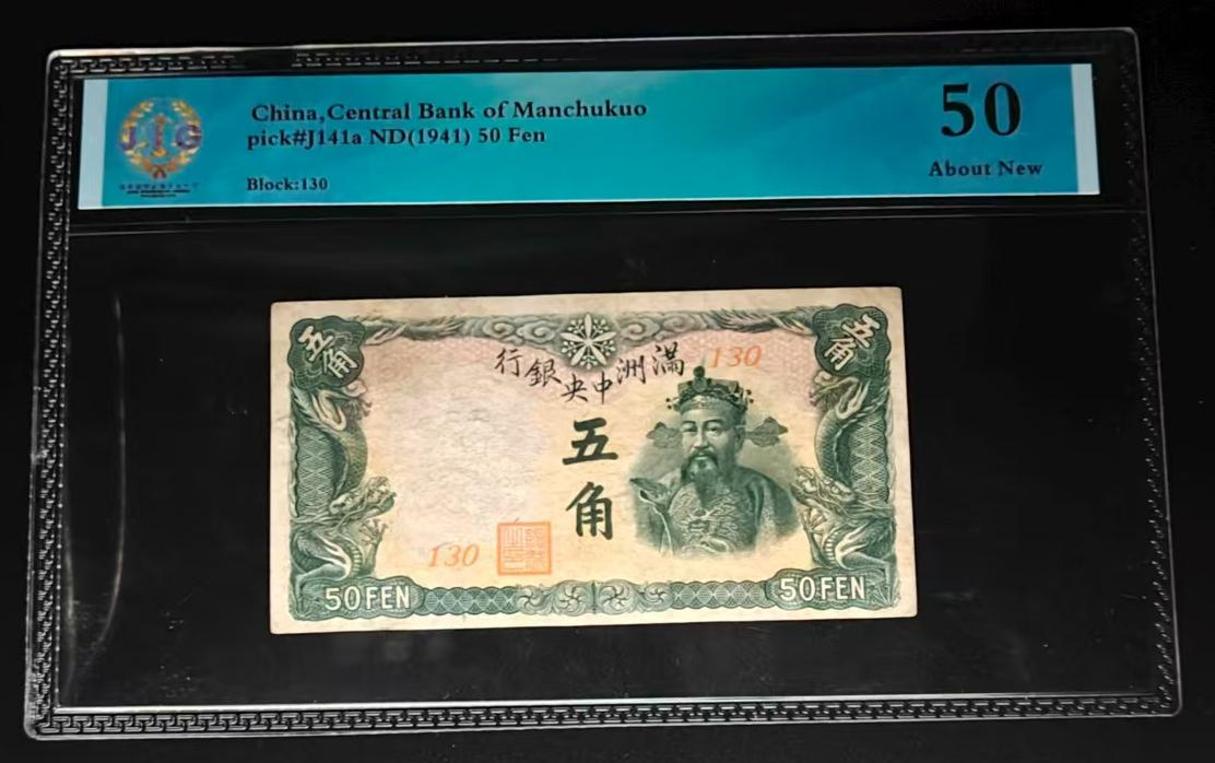 JTG
China,Central Bank of Manchukuo
pick#J141a ND(1941) 50 Fen
Block:130
50
About New
五角
五角
行銀央中洲滿
130
五角
130
50FEN
50FEN